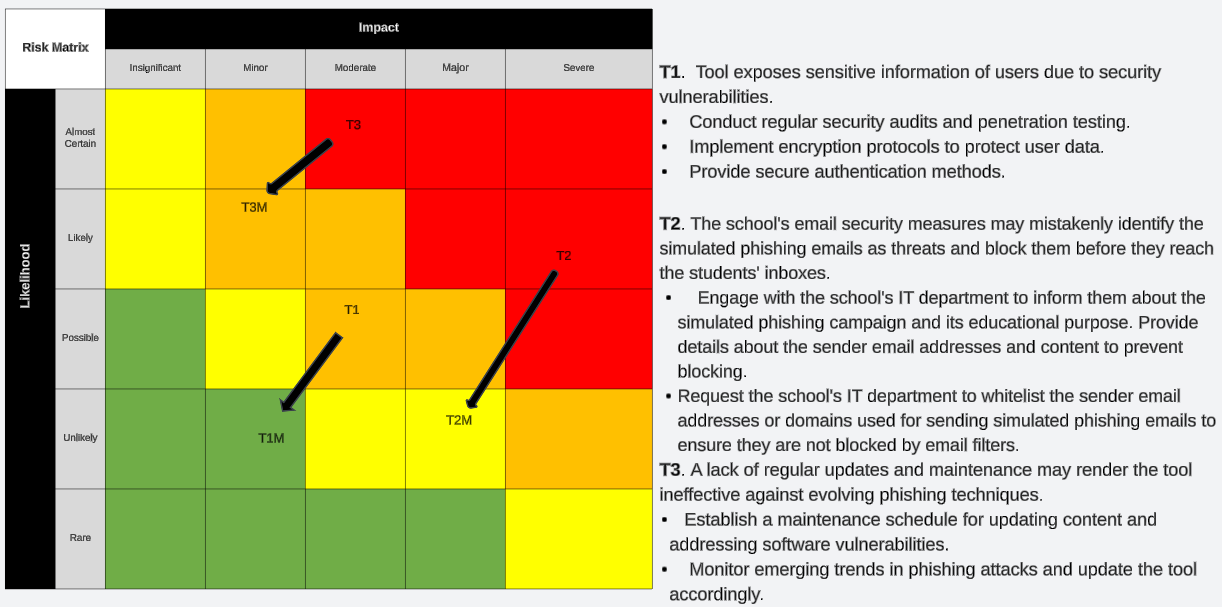 Risk Matrix
Impact
Insignificant
Minor
Moderate
Major
Severe
Likelihood
Almost
Certain
Likely
Possible
Unlikely
Rare
T3
T3M
T2
T1
T1M
T2M
T1. Tool exposes sensitive information of users due to security
vulnerabilities.
• Conduct regular security audits and penetration testing.
• Implement encryption protocols to protect user data.
• Provide secure authentication methods.
T2. The school's email security measures may mistakenly identify the
simulated phishing emails as threats and block them before they reach
the students' inboxes.
• Engage with the school's IT department to inform them about the
simulated phishing campaign and its educational purpose. Provide
details about the sender email addresses and content to prevent
blocking.
• Request the school's IT department to whitelist the sender email
addresses or domains used for sending simulated phishing emails to
ensure they are not blocked by email filters.
T3. A lack of regular updates and maintenance may render the tool
ineffective against evolving phishing techniques.
• Establish a maintenance schedule for updating content and
addressing software vulnerabilities.
• Monitor emerging trends in phishing attacks and update the tool
accordingly.